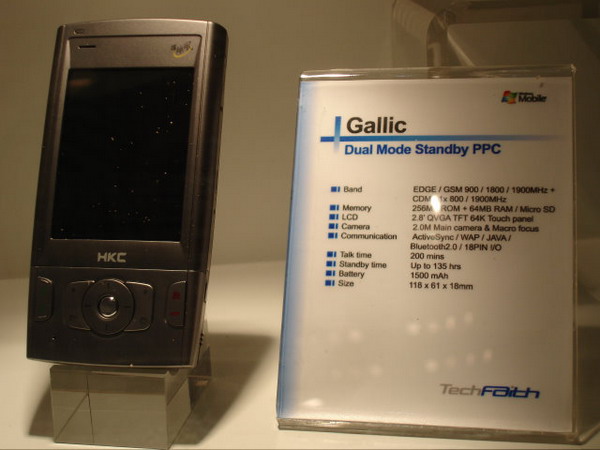 HKC
Windows Mobile
Gallic
Dual Mode Standby PPC
Band EDGE / GSM 900 / 1800 / 1900MHz +
CDMA 1x 800 / 1900MHz
Memory 256MB ROM + 64MB RAM / Micro SD
LCD 2.8' QVGA TFT 64K Touch panel
Camera 2.0M Main camera & Macro focus
Communication ActiveSync / WAP / JAVA /
Bluetooth2.0 / 18PIN I/O
Talk time 200 mins
Standby time Up to 135 hrs
Battery 1500 mAh
Size 118 x 61 x 18mm
TechFaith